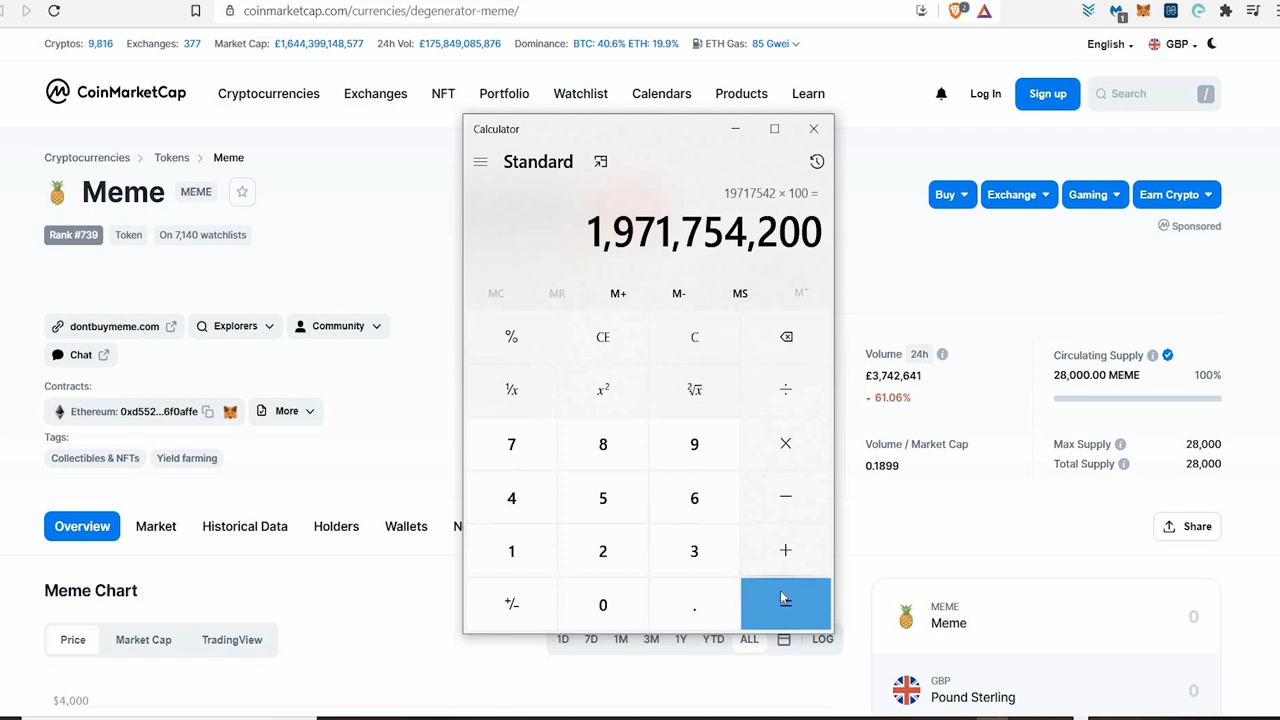 coinmarketcap.com/currencies/degenerator-meme/
2
1
Cryptos: 9,816 Exchanges: 377 Market Cap: £1,644,399,148,577 24h Vol: £175,849,085,876 Dominance: BTC: 40.6% ETH: 19.9% ETH Gas: 85 Gwei
English GBP
CoinMarketCap Cryptocurrencies Exchanges NFT Portfolio Watchlist Calendars Products Learn
Log In Sign up Search /
Cryptocurrencies Tokens Meme
Meme MEME
Rank #739 Token On 7,140 watchlists
Buy Exchange Gaming Earn Crypto
Sponsored
dontbuymeme.com Explorers Community
Chat
Contracts:
Ethereum: 0xd552...6f0affe More
Tags:
Collectibles & NFTs Yield farming
Calculator
Standard
19717542 × 100 =
1,971,754,200
MC MR M+ M- MS M˅
% CE C
¹/x x² ²√x ÷
7 8 9 ×
4 5 6 −
1 2 3 +
+/− 0 . =
Volume 24h
£3,742,641
61.06%
Volume / Market Cap
0.1899
Circulating Supply
28,000.00 MEME 100%
Max Supply 28,000
Total Supply 28,000
Overview Market Historical Data Holders Wallets N
Share
Meme Chart
Price Market Cap TradingView
1D 7D 1M 3M 1Y YTD ALL LOG
$4,000
MEME
Meme 0
GBP
Pound Sterling 0